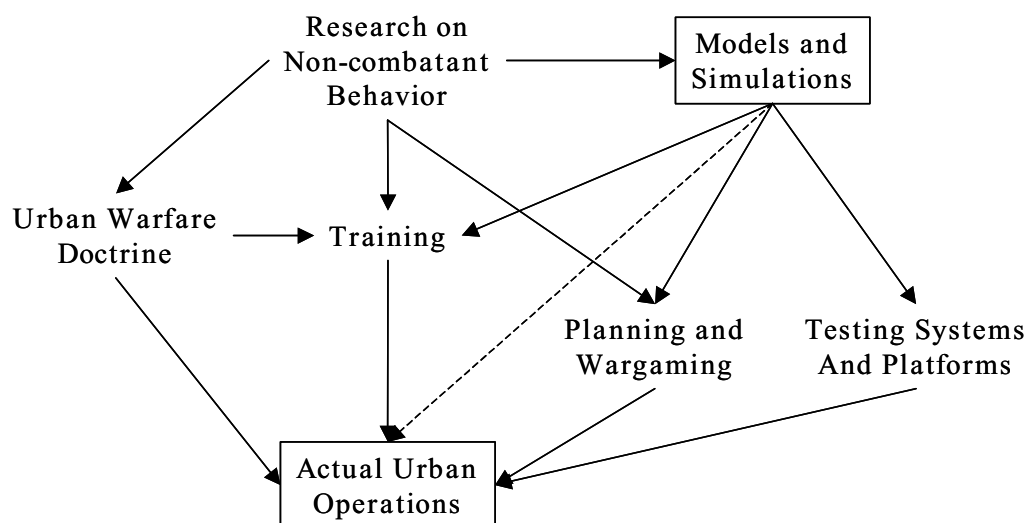 Research on
Non-combatant
Behavior
Models and
Simulations
Urban Warfare
Doctrine
Training
Planning and
Wargaming
Testing Systems
And Platforms
Actual Urban
Operations